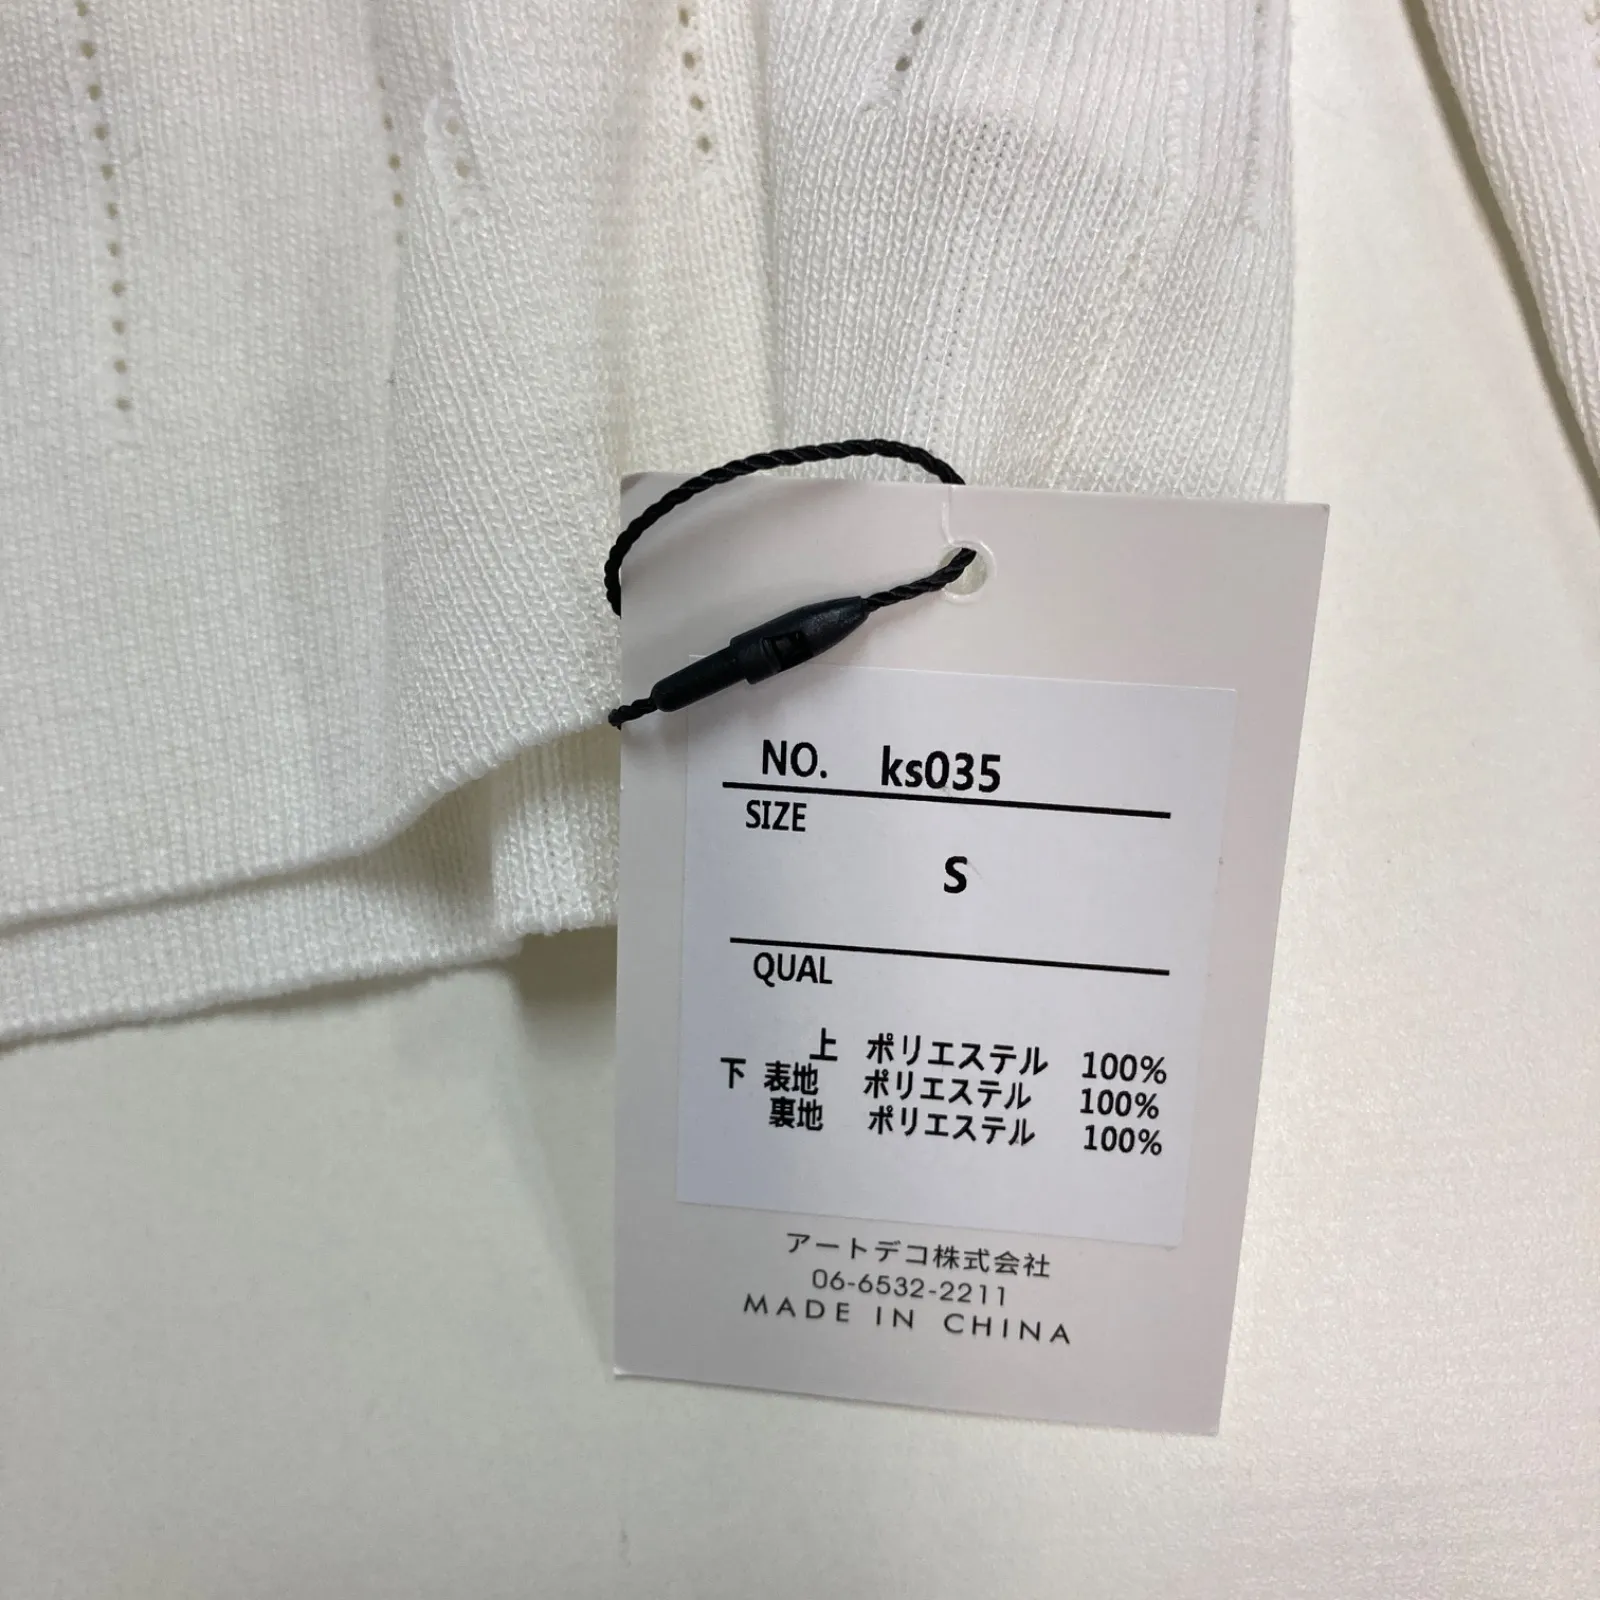 NO. ks035
SIZE
S
QUAL
上 ポリエステル 100%
下 表地 ポリエステル 100%
裏地 ポリエステル 100%
アートデコ株式会社
06-6532-2211
MADE IN CHINA